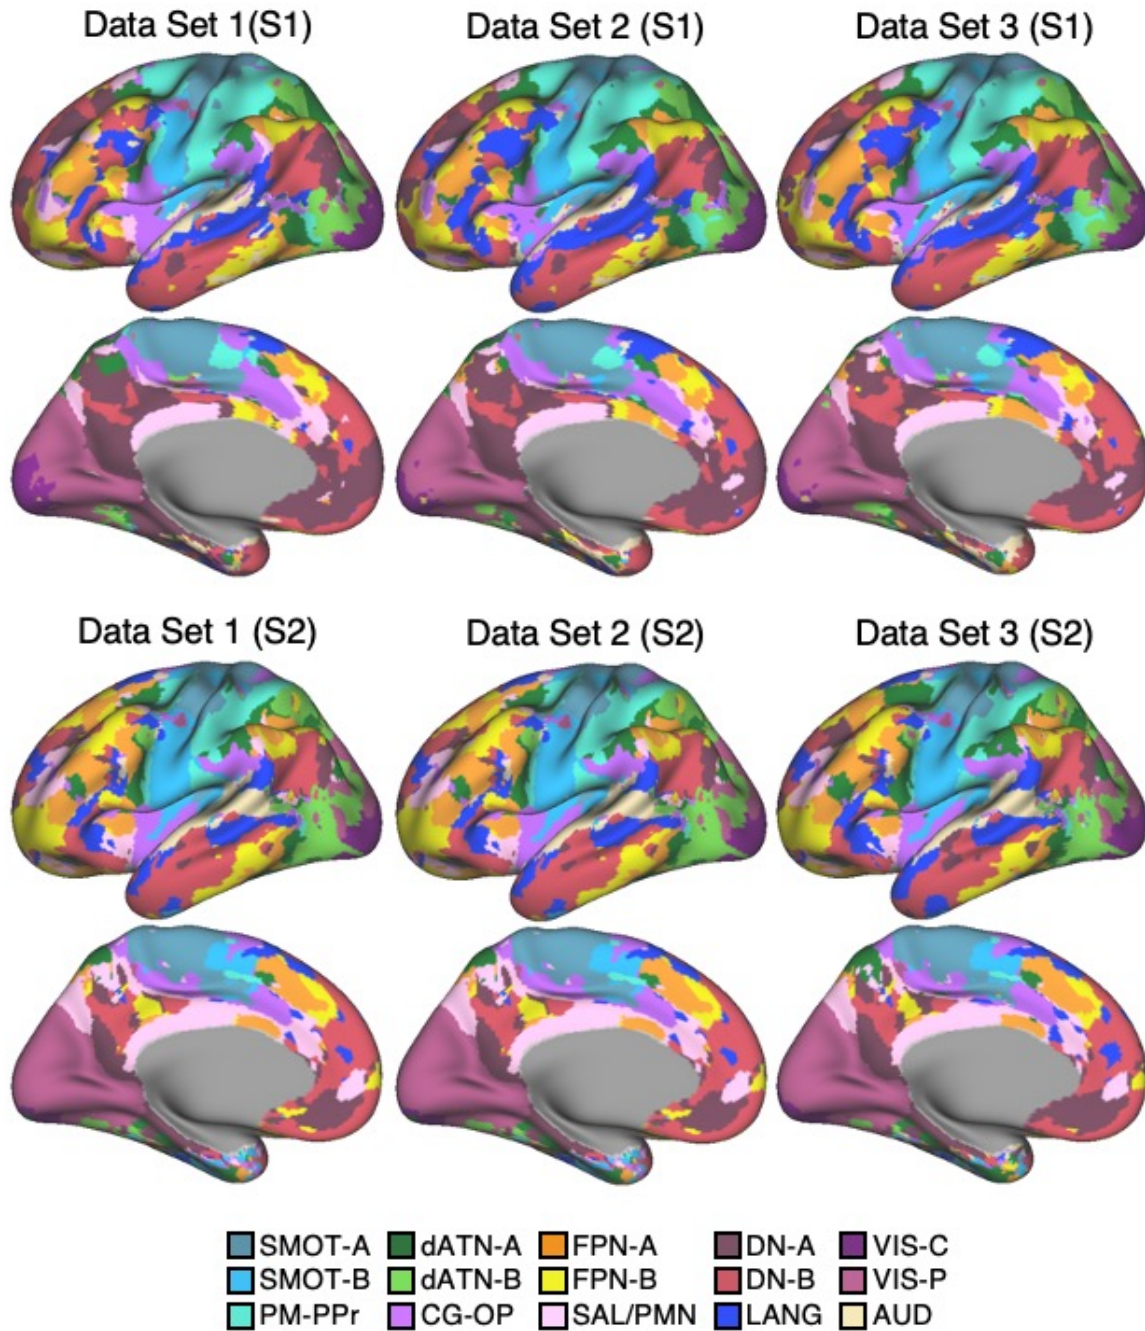 Data Set 1(S1) Data Set 2 (S1) Data Set 3 (S1)
Data Set 1 (S2) Data Set 2 (S2) Data Set 3 (S2)
SMOT-A dATN-A FPN-A DN-A VIS-C
SMOT-B dATN-B FPN-B DN-B VIS-P
PM-PPr CG-OP SAL/PMN LANG AUD